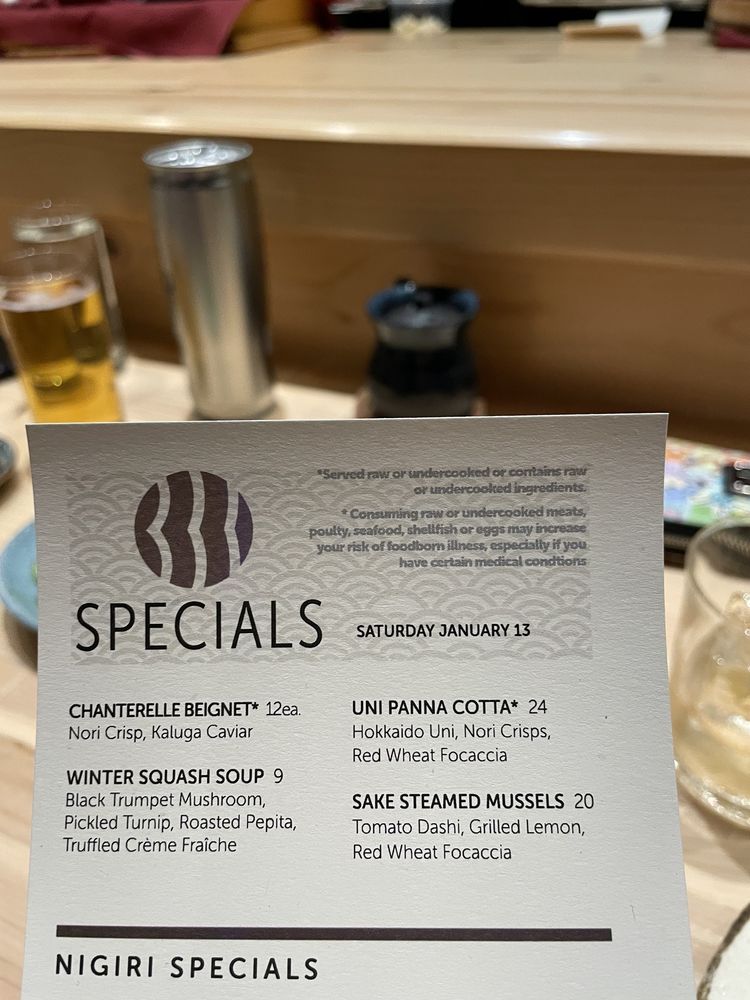 *Served raw or undercooked or contains raw
or undercooked ingredients.
* Consuming raw or undercooked meats,
poulty, seafood, shellfish or eggs may increase
your risk of foodborn illness, especially if you
have certain medical condtions
SPECIALS
SATURDAY JANUARY 13
CHANTERELLE BEIGNET* 12ea.
Nori Crisp, Kaluga Caviar
WINTER SQUASH SOUP 9
Black Trumpet Mushroom,
Pickled Turnip, Roasted Pepita,
Truffled Crème Fraîche
UNI PANNA COTTA* 24
Hokkaido Uni, Nori Crisps,
Red Wheat Focaccia
SAKE STEAMED MUSSELS 20
Tomato Dashi, Grilled Lemon,
Red Wheat Focaccia
NIGIRI SPECIALS